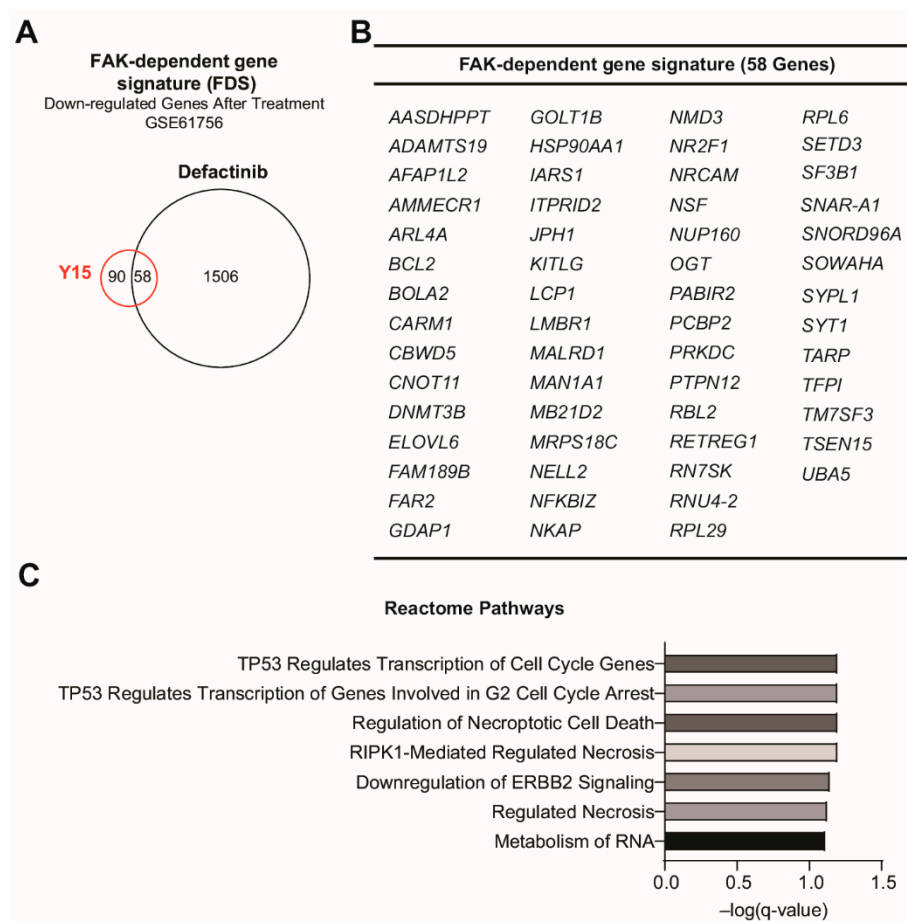 A
FAK-dependent gene
signature (FDS)
Down-regulated Genes After Treatment
GSE61756
Defactinib
Y15
90
58
1506
B
FAK-dependent gene signature (58 Genes)
AASDHPPT GOLT1B NMD3 RPL6
ADAMTS19 HSP90AA1 NR2F1 SETD3
AFAP1L2 IARS1 NRCAM SF3B1
AMMECR1 ITPRID2 NSF SNAR-A1
ARL4A JPH1 NUP160 SNORD96A
BCL2 KITLG OGT SOWAHA
BOLA2 LCP1 PABIR2 SYPL1
CARM1 LMBR1 PCBP2 SYT1
CBWD5 MALRD1 PRKDC TARP
CNOT11 MAN1A1 PTPN12 TFPI
DNMT3B MB21D2 RBL2 TM7SF3
ELOVL6 MRPS18C RETREG1 TSEN15
FAM189B NELL2 RN7SK UBA5
FAR2 NFKBIZ RNU4-2
GDAP1 NKAP RPL29
C
Reactome Pathways
TP53 Regulates Transcription of Cell Cycle Genes
TP53 Regulates Transcription of Genes Involved in G2 Cell Cycle Arrest
Regulation of Necroptotic Cell Death
RIPK1-Mediated Regulated Necrosis
Downregulation of ERBB2 Signaling
Regulated Necrosis
Metabolism of RNA
0.0 0.5 1.0 1.5
–log(q-value)